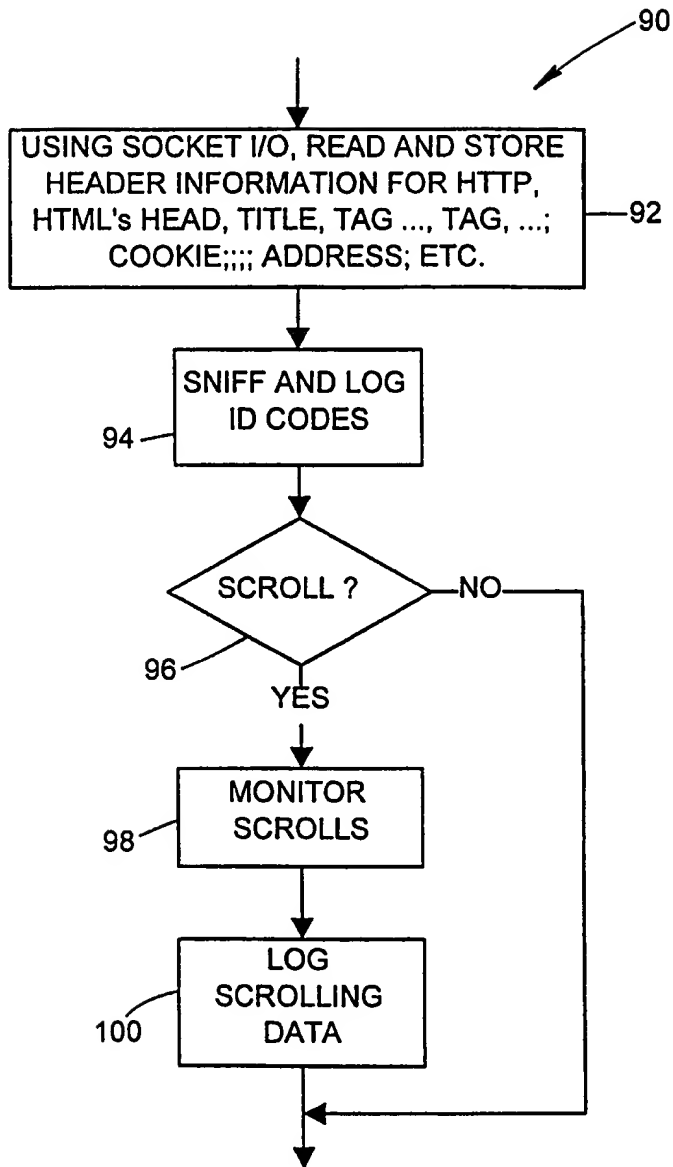 90
USING SOCKET I/O, READ AND STORE
HEADER INFORMATION FOR HTTP,
HTML's HEAD, TITLE, TAG ..., TAG, ...;
COOKIE;;;; ADDRESS; ETC.
92
SNIFF AND LOG
ID CODES
94
SCROLL ?
NO
96
YES
MONITOR
SCROLLS
98
LOG
SCROLLING
DATA
100